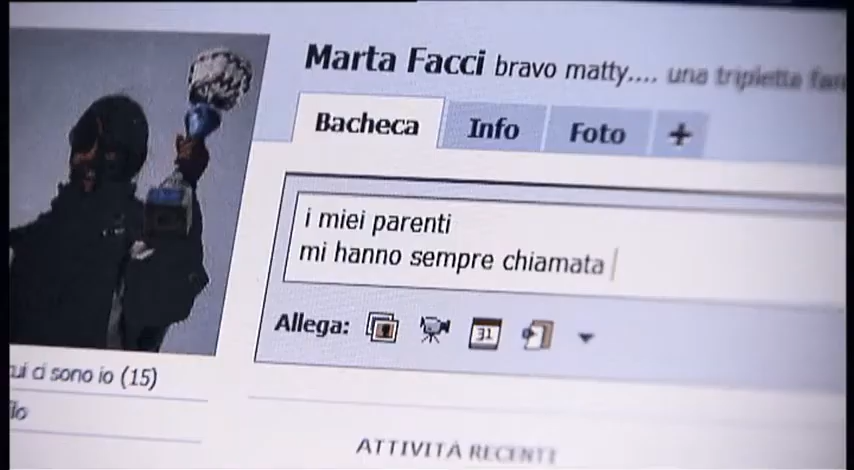 Marta Facci bravo matty.... una tripletta
Bacheca Info Foto +
i miei parenti
mi hanno sempre chiamata
Allega:
31
ui ci sono io (15)
ATTIVITÀ RECENTI